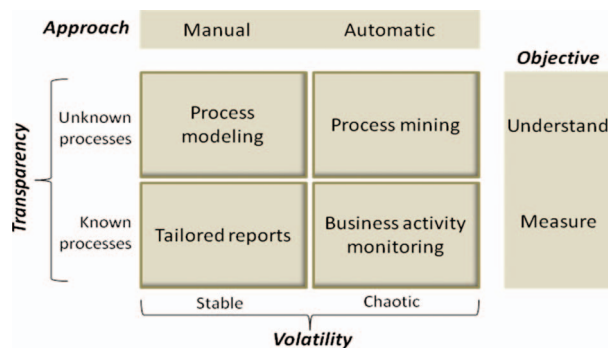 Approach
Manual
Automatic
Objective
Transparency
Unknown
processes
Process
modeling
Process mining
Understand
Known
processes
Tailored reports
Business activity
monitoring
Measure
Stable
Chaotic
Volatility